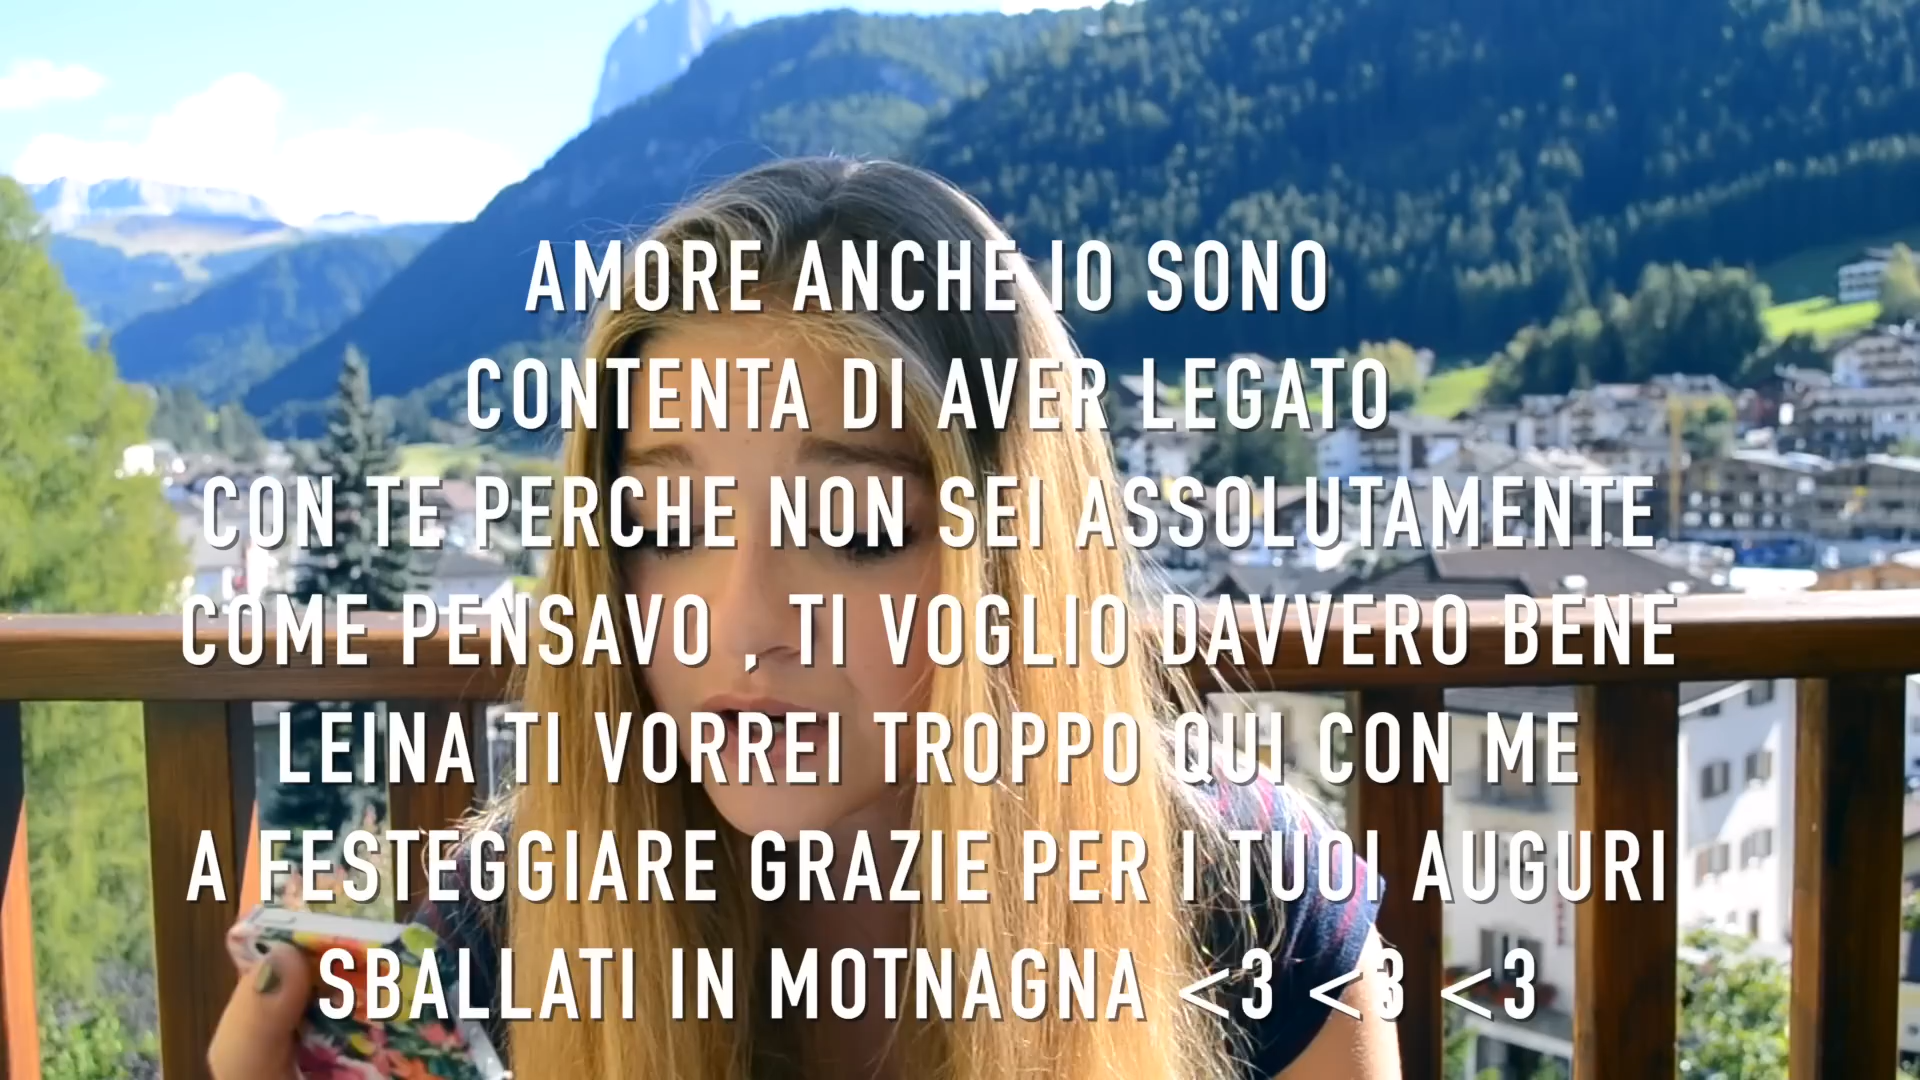 AMORE ANCHE IO SONO
CONTENTA DI AVER LEGATO
CON TE PERCHE NON SEI ASSOLUTAMENTE
COME PENSAVO , TI VOGLIO DAVVERO BENE
LEINA TI VORREI TROPPO QUI CON ME
A FESTEGGIARE GRAZIE PER I TUOI AUGURI
SBALLATI IN MOTNAGNA <3 <3 <3